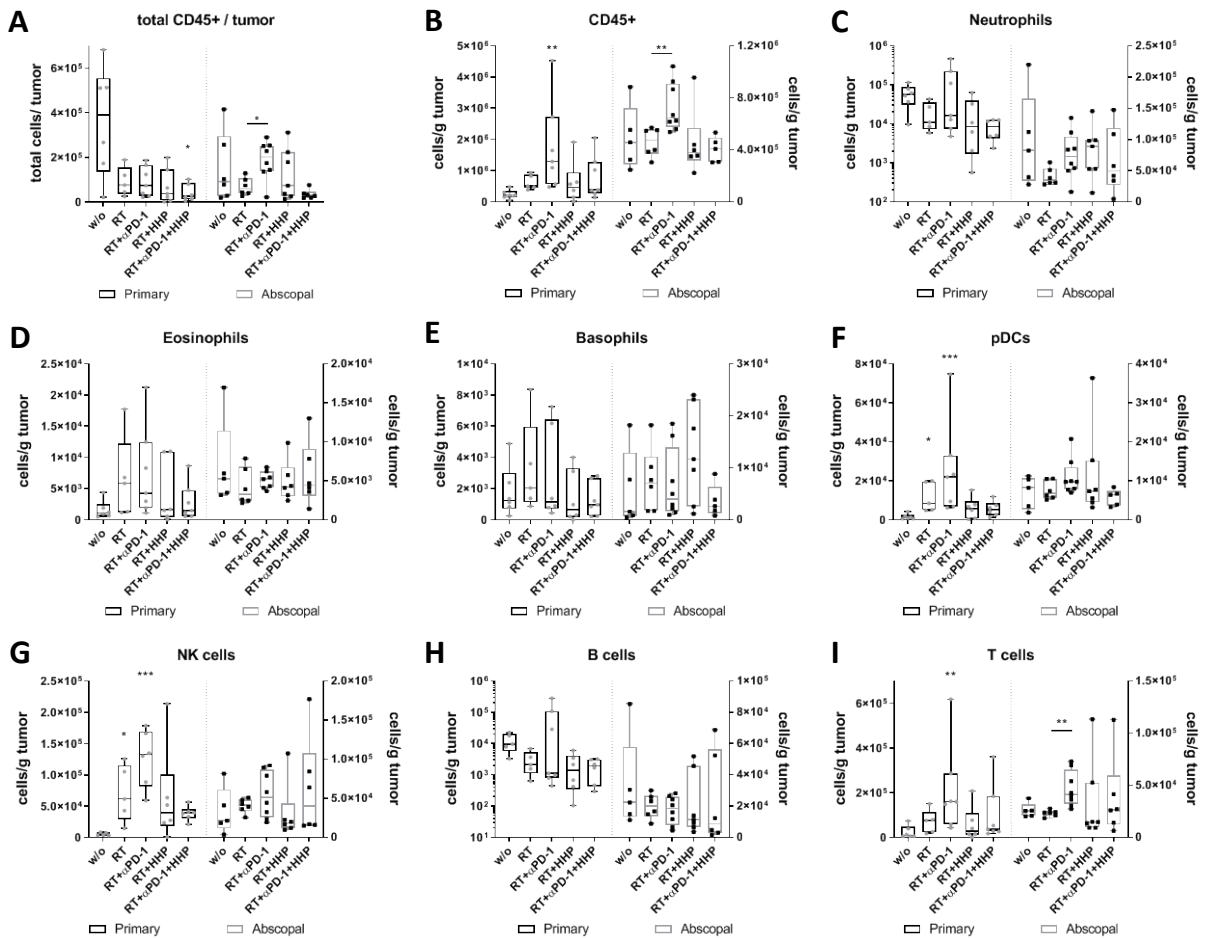 A
total CD45+ / tumor
total cells/ tumor
6×10⁵
4×10⁵
2×10⁵
0
*
*
w/o
RT
RT+αPD-1
RT+HHP
RT+αPD-1+HHP
Primary
Abscopal
B
CD45+
cells/g tumor
5×10⁶
4×10⁶
3×10⁶
2×10⁶
1×10⁶
0
**
**
1.2×10⁶
8.0×10⁵
4.0×10⁵
0
cells/g tumor
w/o
RT
RT+αPD-1
RT+HHP
RT+αPD-1+HHP
w/o
RT
RT+αPD-1
RT+HHP
RT+αPD-1+HHP
Primary
Abscopal
C
Neutrophils
cells/g tumor
10⁶
10⁵
10⁴
10³
10²
2.5×10⁵
2.0×10⁵
1.5×10⁵
1.0×10⁵
5.0×10⁴
0
cells/g tumor
w/o
RT
RT+αPD-1
RT+HHP
RT+αPD-1+HHP
w/o
RT
RT+αPD-1
RT+HHP
RT+αPD-1+HHP
Primary
Abscopal
D
Eosinophils
cells/g tumor
2.5×10⁴
2.0×10⁴
1.5×10⁴
1.0×10⁴
5.0×10³
0
2.0×10⁴
1.5×10⁴
1.0×10⁴
5.0×10³
0
cells/g tumor
w/o
RT
RT+αPD-1
RT+HHP
RT+αPD-1+HHP
w/o
RT
RT+αPD-1
RT+HHP
RT+αPD-1+HHP
Primary
Abscopal
E
Basophils
cells/g tumor
1×10⁴
8×10³
6×10³
4×10³
2×10³
0
3×10⁴
2×10⁴
1×10⁴
0
cells/g tumor
w/o
RT
RT+αPD-1
RT+HHP
RT+αPD-1+HHP
w/o
RT
RT+αPD-1
RT+HHP
RT+αPD-1+HHP
Primary
Abscopal
F
pDCs
cells/g tumor
8×10⁴
6×10⁴
4×10⁴
2×10⁴
0
*
***
4×10⁴
3×10⁴
2×10⁴
1×10⁴
0
cells/g tumor
w/o
RT
RT+αPD-1
RT+HHP
RT+αPD-1+HHP
w/o
RT
RT+αPD-1
RT+HHP
RT+αPD-1+HHP
Primary
Abscopal
G
NK cells
cells/g tumor
2.5×10⁵
2.0×10⁵
1.5×10⁵
1.0×10⁵
5.0×10⁴
0
*
***
2.0×10⁵
1.5×10⁵
1.0×10⁵
5.0×10⁴
0
cells/g tumor
w/o
RT
RT+αPD-1
RT+HHP
RT+αPD-1+HHP
w/o
RT
RT+αPD-1
RT+HHP
RT+αPD-1+HHP
Primary
Abscopal
H
B cells
cells/g tumor
10⁶
10⁵
10⁴
10³
10²
10¹
1×10⁵
8×10⁴
6×10⁴
4×10⁴
2×10⁴
0
cells/g tumor
w/o
RT
RT+αPD-1
RT+HHP
RT+αPD-1+HHP
w/o
RT
RT+αPD-1
RT+HHP
RT+αPD-1+HHP
Primary
Abscopal
I
T cells
cells/g tumor
6×10⁵
4×10⁵
2×10⁵
0
**
**
1.5×10⁵
1.0×10⁵
5.0×10⁴
0
cells/g tumor
w/o
RT
RT+αPD-1
RT+HHP
RT+αPD-1+HHP
w/o
RT
RT+αPD-1
RT+HHP
RT+αPD-1+HHP
Primary
Abscopal